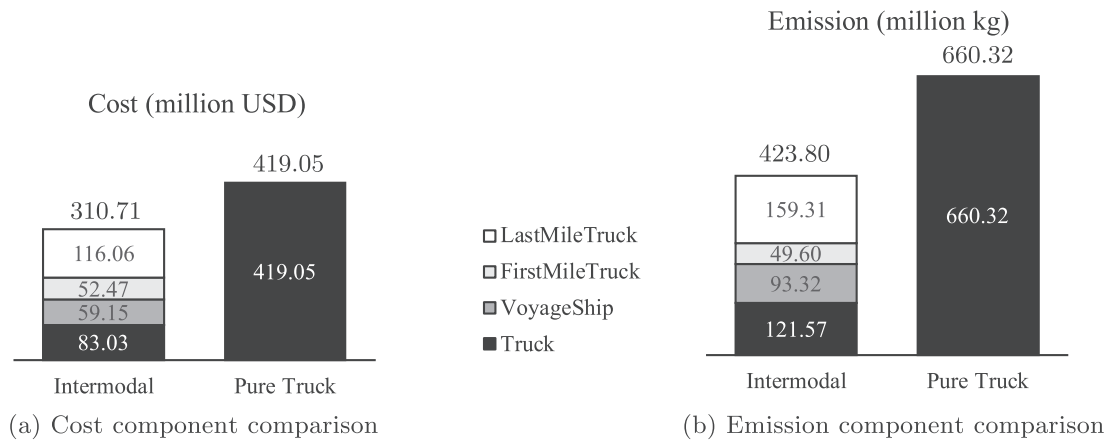 Cost (million USD)
310.71
116.06
52.47
59.15
83.03
419.05
419.05
Intermodal
Pure Truck
(a) Cost component comparison
LastMileTruck
FirstMileTruck
VoyageShip
Truck
Emission (million kg)
423.80
159.31
49.60
93.32
121.57
660.32
660.32
Intermodal
Pure Truck
(b) Emission component comparison